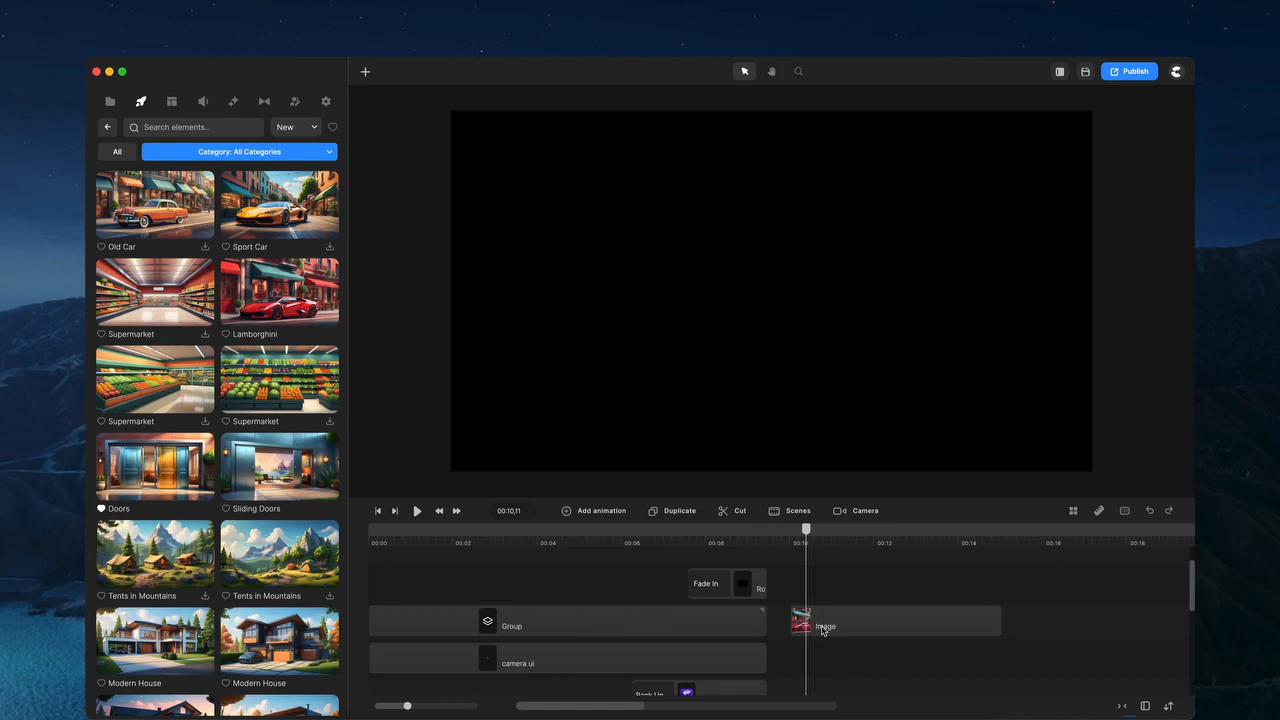 Publish
Search elements..
New
All
Category: All Categories
Old Car
Sport Car
Supermarket
Lamborghini
Supermarket
Supermarket
Doors
Sliding Doors
Tents in Mountains
Tents in Mountains
Modern House
Modern House
00:10,11
Add animation
Duplicate
Cut
Scenes
Camera
00:00
00:02
00:04
00:06
00:08
00:10
00:12
00:14
00:16
00:18
Fade In
Ro
Group
Image
camera ui